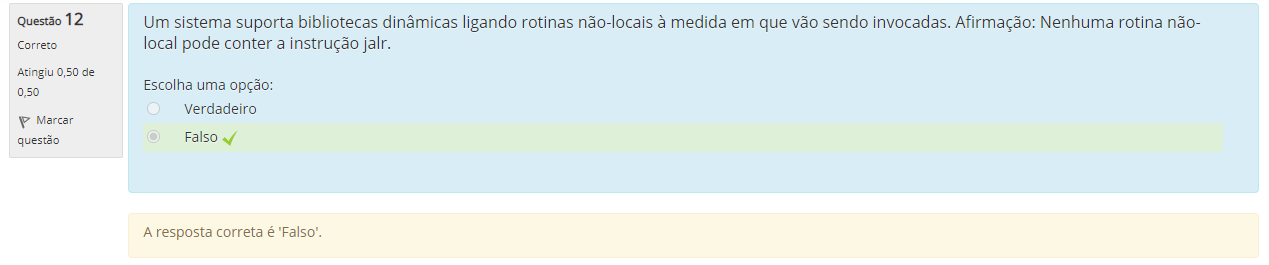 Questão 12
Correto
Atingiu 0,50 de
0,50
Marcar
questão
Um sistema suporta bibliotecas dinâmicas ligando rotinas não-locais à medida em que vão sendo invocadas. Afirmação: Nenhuma rotina não-
local pode conter a instrução jalr.
Escolha uma opção:
Verdadeiro
Falso
A resposta correta é 'Falso'.